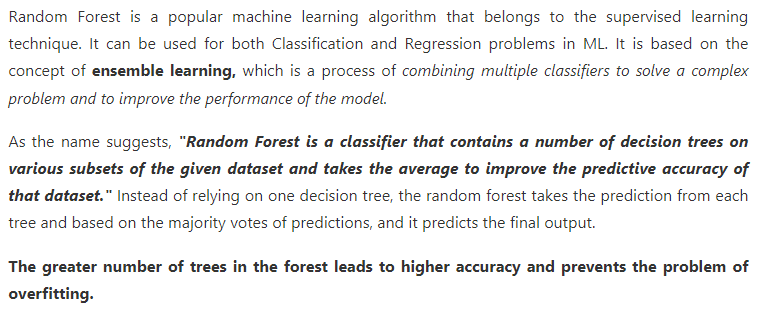 Random Forest is a popular machine learning algorithm that belongs to the supervised learning
technique. It can be used for both Classification and Regression problems in ML. It is based on the
concept of ensemble learning, which is a process of combining multiple classifiers to solve a complex
problem and to improve the performance of the model.
As the name suggests, "Random Forest is a classifier that contains a number of decision trees on
various subsets of the given dataset and takes the average to improve the predictive accuracy of
that dataset." Instead of relying on one decision tree, the random forest takes the prediction from each
tree and based on the majority votes of predictions, and it predicts the final output.
The greater number of trees in the forest leads to higher accuracy and prevents the problem of
overfitting.